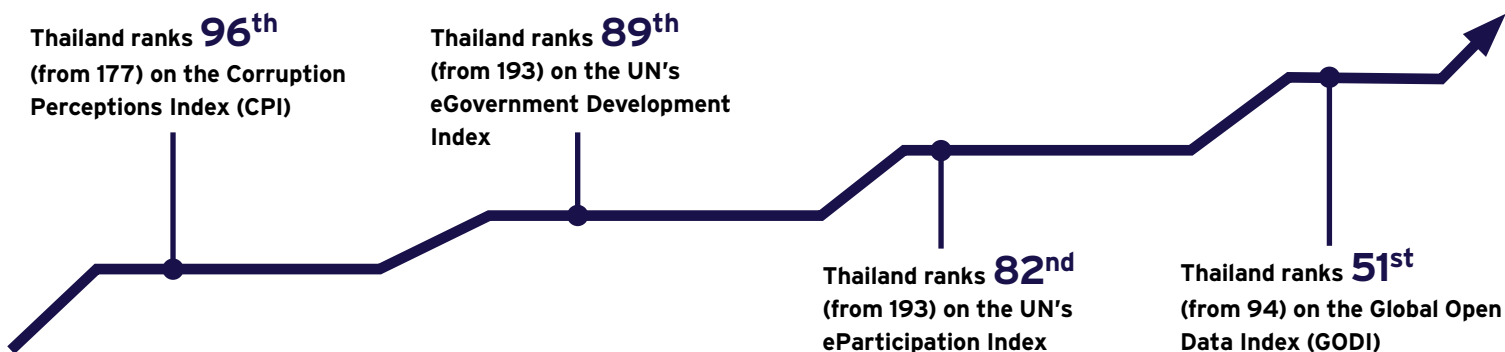 Thailand ranks 96th
(from 177) on the Corruption
Perceptions Index (CPI)
Thailand ranks 89th
(from 193) on the UN's
eGovernment Development
Index
Thailand ranks 82nd
(from 193) on the UN's
eParticipation Index
Thailand ranks 51st
(from 94) on the Global Open
Data Index (GODI)